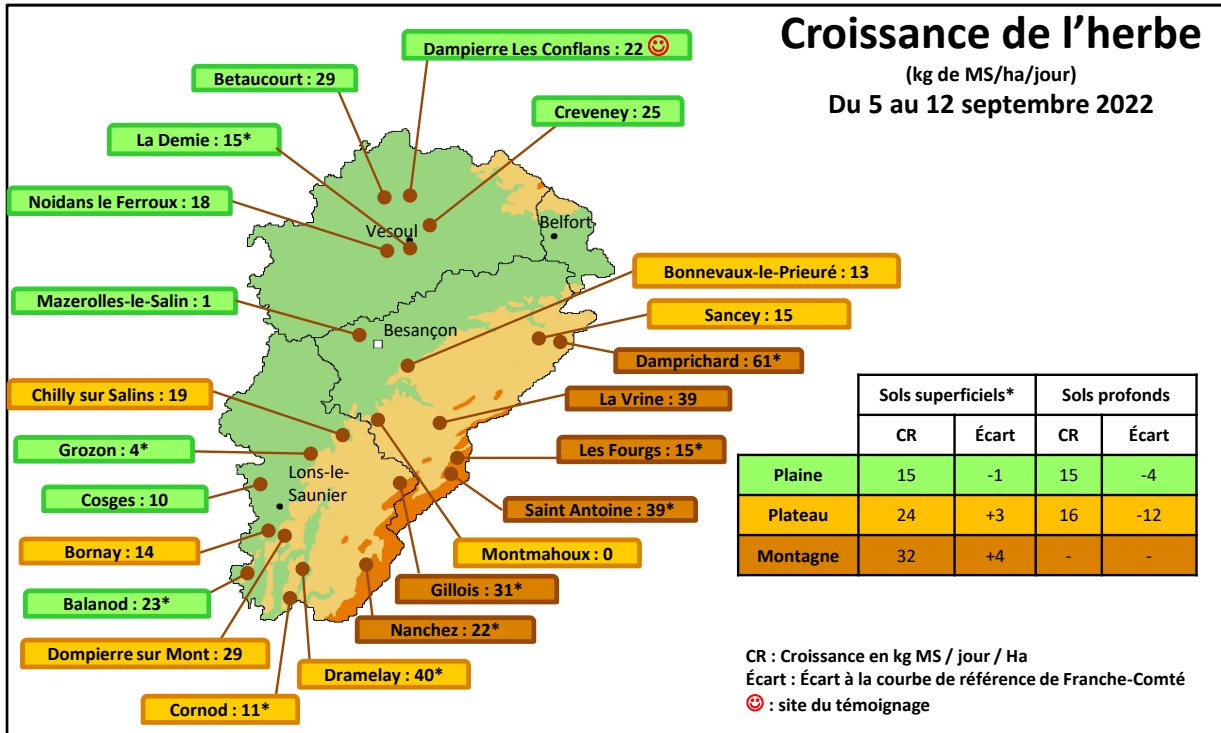 Croissance de l'herbe
(kg de MS/ha/jour)
Du 5 au 12 septembre 2022
Dampierre Les Conflans : 22
Betaucourt : 29
Creveney : 25
La Demie : 15*
Noidans le Ferroux : 18
Vesoul
Belfort
Bonnevaux-le-Prieuré : 13
Mazerolles-le-Salin : 1
Sancey : 15
Besançon
Damprichard : 61*
Chilly sur Salins : 19
La Vrine : 39
Grozon : 4*
Les Fourgs : 15*
Lons-le-
Saunier
Cosges : 10
Saint Antoine : 39*
Bornay : 14
Montmahoux : 0
Gillois : 31*
Balanod : 23*
Nanchez : 22*
Dompierre sur Mont : 29
Dramelay : 40*
Cornod : 11*
Sols superficiels* Sols profonds
CR Écart CR Écart
Plaine 15 -1 15 -4
Plateau 24 +3 16 -12
Montagne 32 +4 - -
CR : Croissance en kg MS / jour / Ha
Écart : Écart à la courbe de référence de Franche-Comté
: site du témoignage